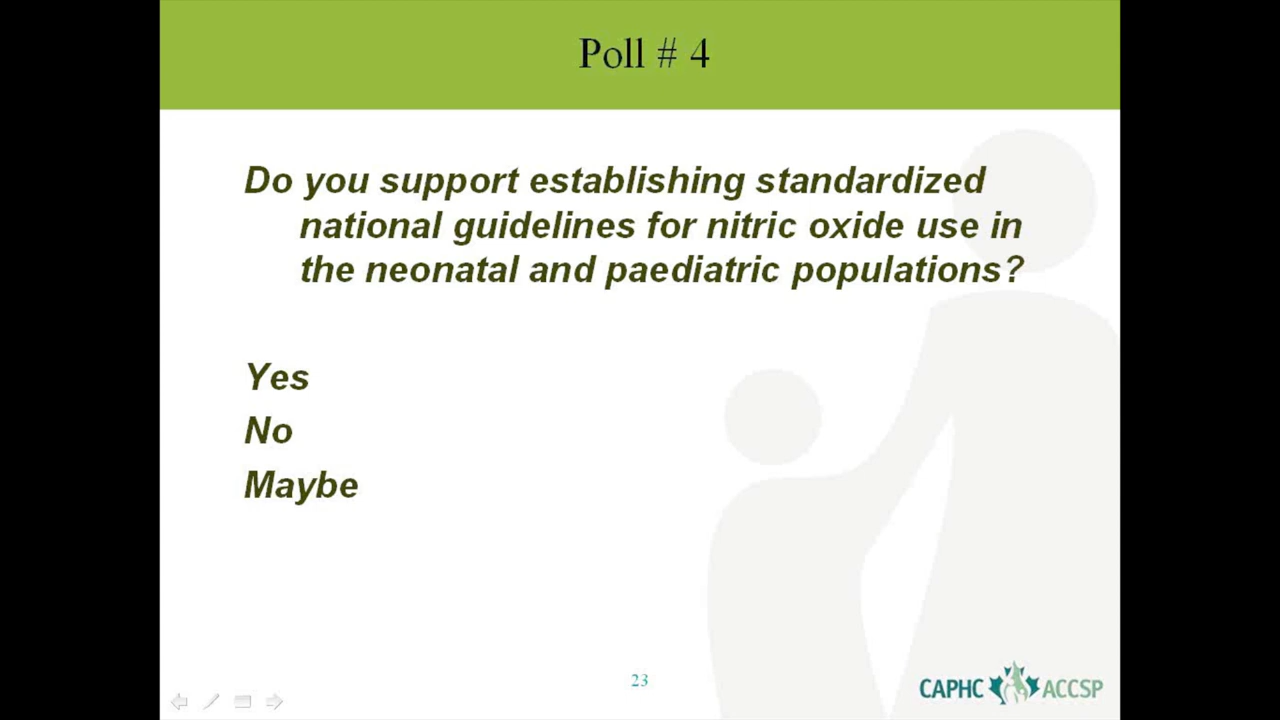 Poll # 4
Do you support establishing standardized
national guidelines for nitric oxide use in
the neonatal and paediatric populations?
Yes
No
Maybe
23
CAPHC ACCSP